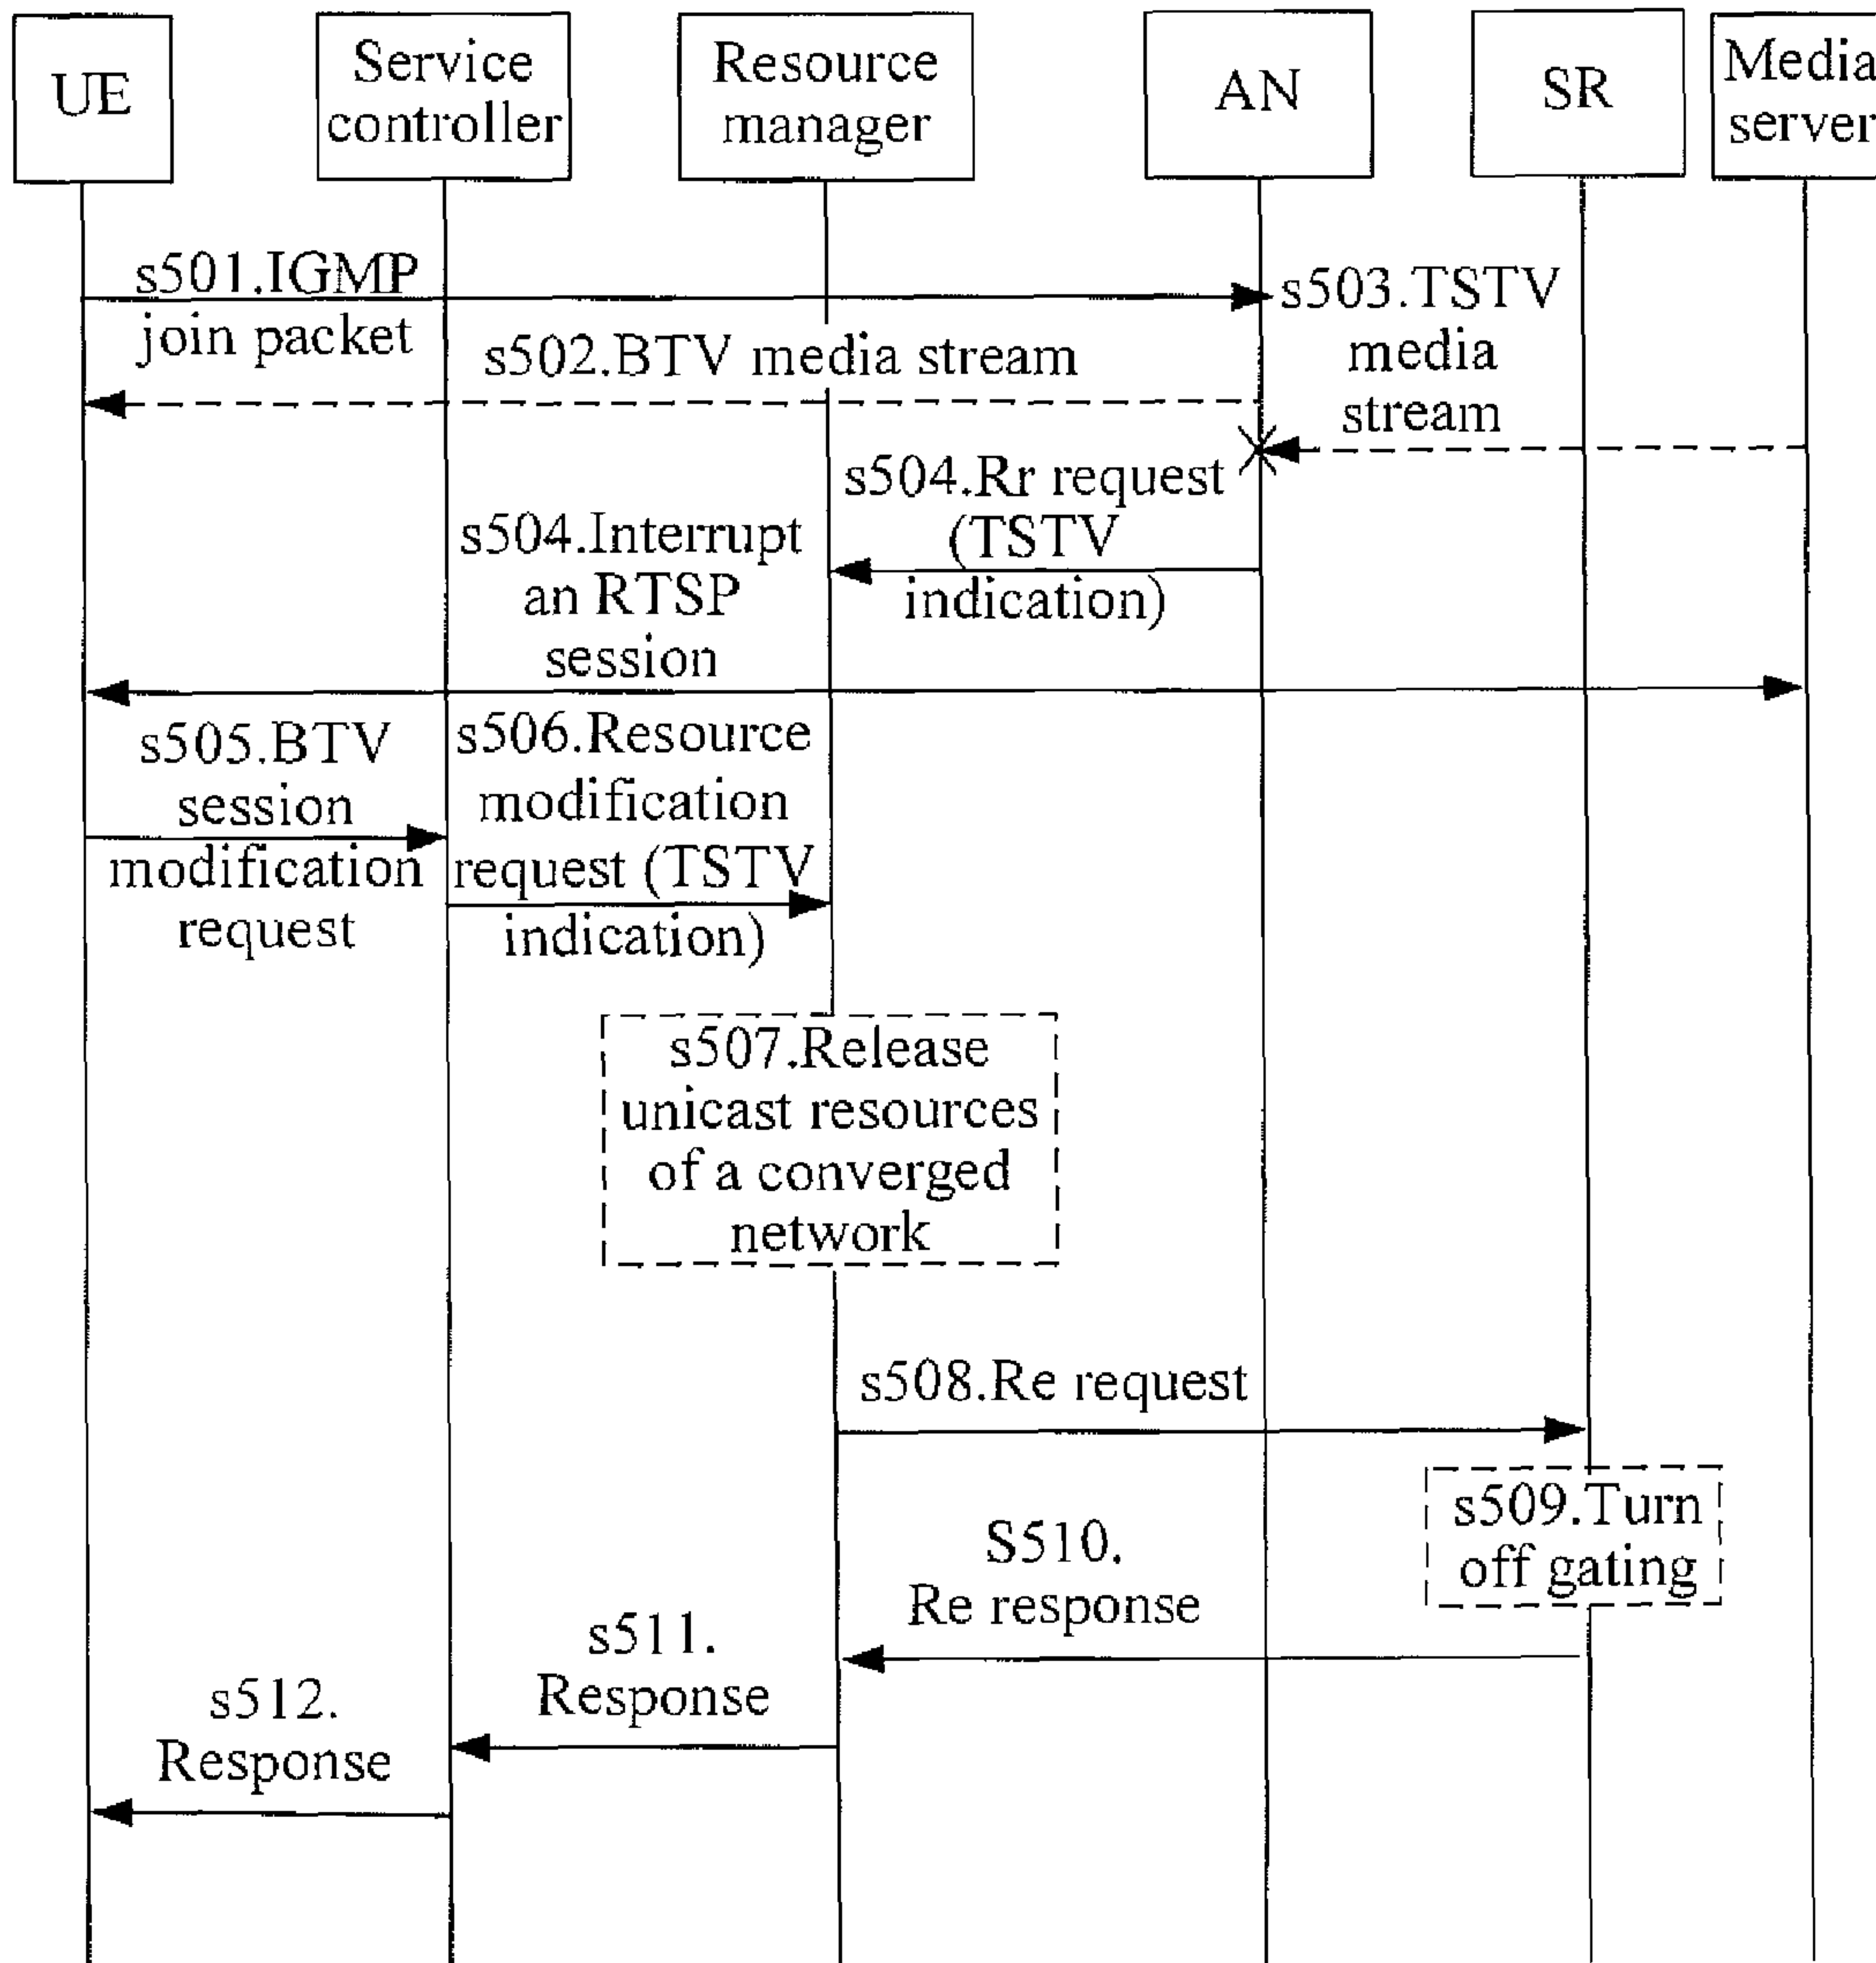 UE
Service
controller
Resource
manager
AN
SR
Media
server
s501.IGMP
join packet
s502.BTV media stream
s503.TSTV
media
stream
s504.Rr request
(TSTV
indication)
s504.Interrupt
an RTSP
session
s505.BTV
session
modification
request
s506.Resource
modification
request (TSTV
indication)
s507.Release
unicast resources
of a converged
network
s508.Re request
s509.Turn
off gating
S510.
Re response
s511.
Response
s512.
Response